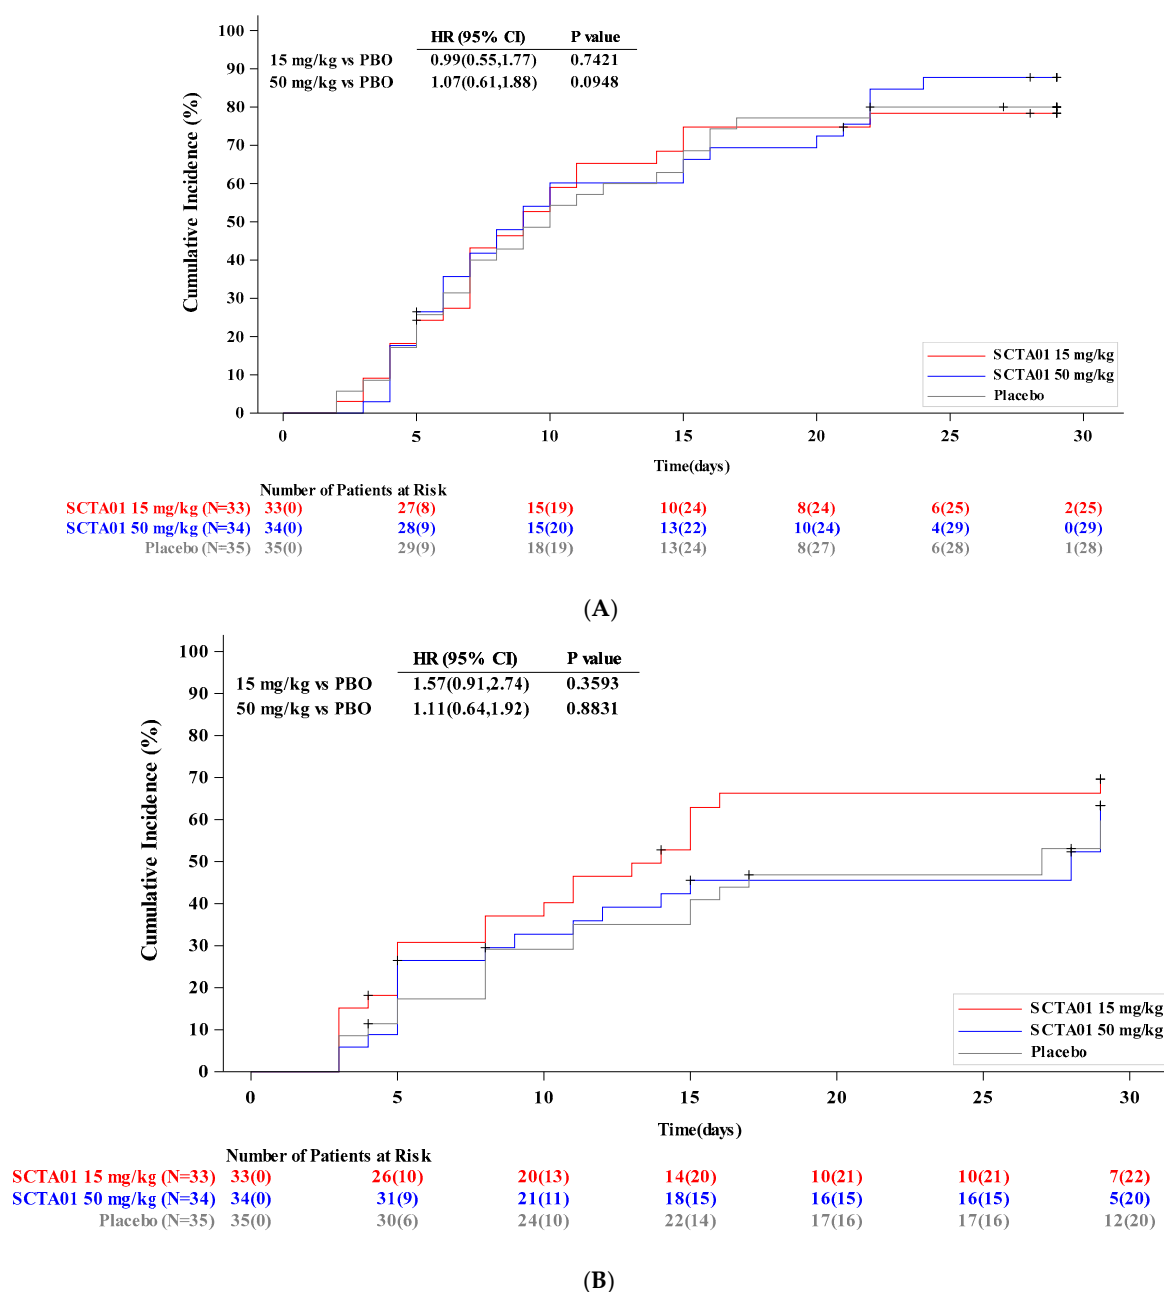 HR (95% CI) P value
15 mg/kg vs PBO 0.99(0.55,1.77) 0.7421
50 mg/kg vs PBO 1.07(0.61,1.88) 0.0948
Cumulative Incidence (%)
100
90
80
70
60
50
40
30
20
10
0
SCTA01 15 mg/kg
SCTA01 50 mg/kg
Placebo
0 5 10 15 20 25 30
Time(days)
Number of Patients at Risk
SCTA01 15 mg/kg (N=33) 33(0) 27(8) 15(19) 10(24) 8(24) 6(25) 2(25)
SCTA01 50 mg/kg (N=34) 34(0) 28(9) 15(20) 13(22) 10(24) 4(29) 0(29)
Placebo (N=35) 35(0) 29(9) 18(19) 13(24) 8(27) 6(28) 1(28)
(A)
HR (95% CI) P value
15 mg/kg vs PBO 1.57(0.91,2.74) 0.3593
50 mg/kg vs PBO 1.11(0.64,1.92) 0.8831
Cumulative Incidence (%)
100
90
80
70
60
50
40
30
20
10
0
SCTA01 15 mg/kg
SCTA01 50 mg/kg
Placebo
0 5 10 15 20 25 30
Time(days)
Number of Patients at Risk
SCTA01 15 mg/kg (N=33) 33(0) 26(10) 20(13) 14(20) 10(21) 10(21) 7(22)
SCTA01 50 mg/kg (N=34) 34(0) 31(9) 21(11) 18(15) 16(15) 16(15) 5(20)
Placebo (N=35) 35(0) 30(6) 24(10) 22(14) 17(16) 17(16) 12(20)
(B)